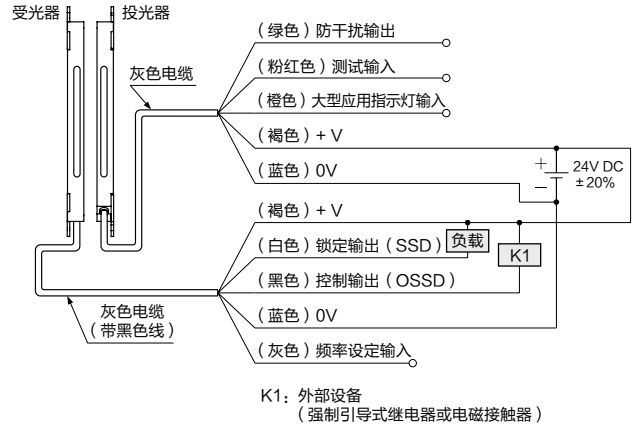 受光器
投光器
灰色电缆
（绿色）防干扰输出
（粉红色）测试输入
（橙色）大型应用指示灯输入
（褐色）+ V
（蓝色）0V
+
−
24V DC
±20%
（褐色）+ V
（白色）锁定输出（SSD）
负载
K1
（黑色）控制输出（OSSD）
（蓝色）0V
（灰色）频率设定输入
灰色电缆
（带黑色线）
K1：外部设备
（强制引导式继电器或电磁接触器）